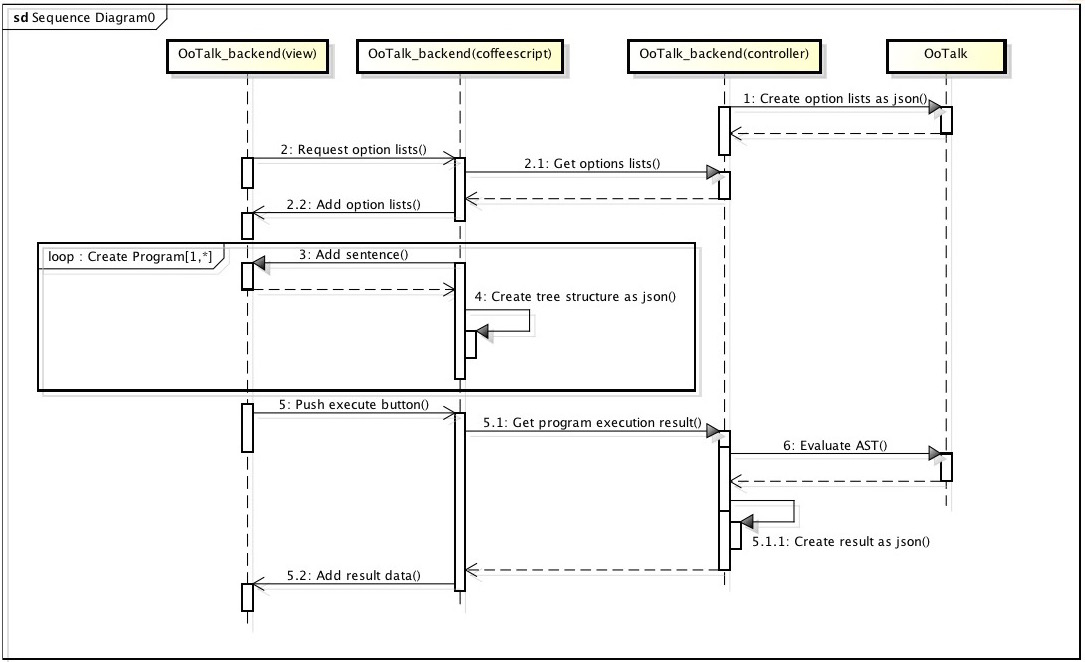 sd Sequence Diagram0
OoTalk_backend(view)
OoTalk_backend(coffeescript)
OoTalk_backend(controller)
OoTalk
1: Create option lists as json()
2: Request option lists()
2.1: Get options lists()
2.2: Add option lists()
loop : Create Program[1,*]
3: Add sentence()
4: Create tree structure as json()
5: Push execute button()
5.1: Get program execution result()
6: Evaluate AST()
5.1.1: Create result as json()
5.2: Add result data()